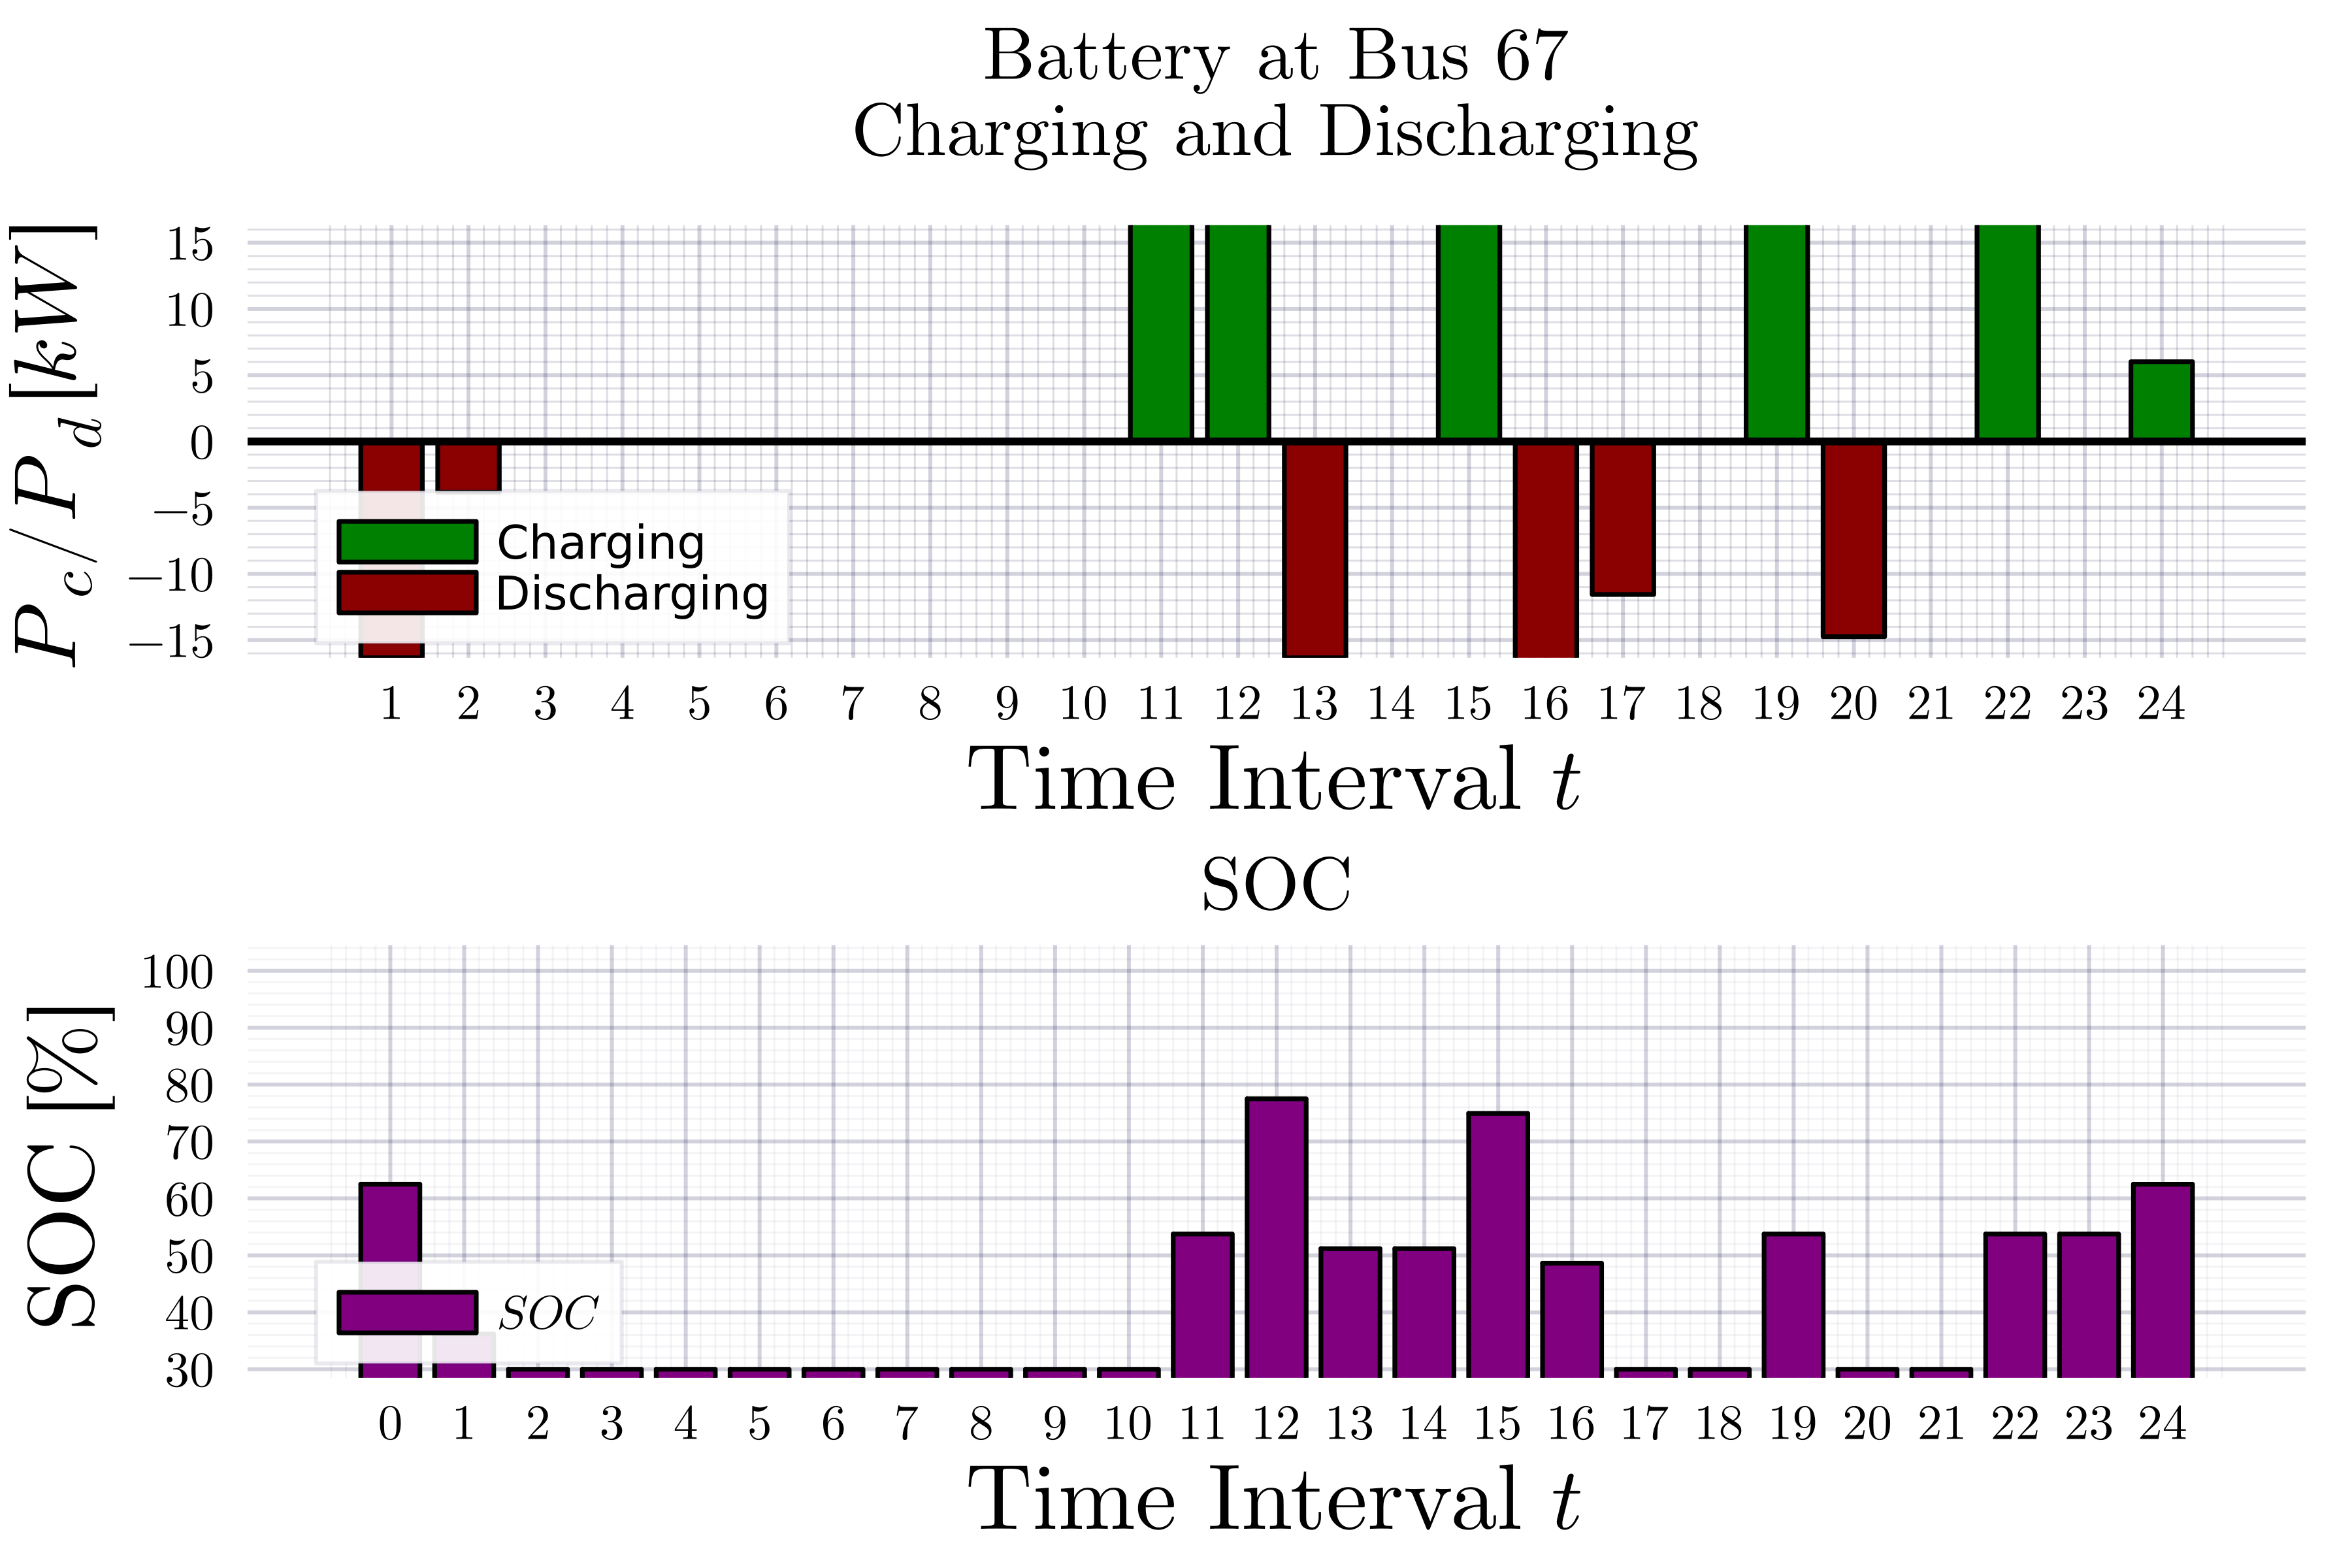 Battery at Bus 67
Charging and Discharging
P_c/P_d [kW]
15
10
5
0
−5
−10
−15
Charging
Discharging
1 2 3 4 5 6 7 8 9 10 11 12 13 14 15 16 17 18 19 20 21 22 23 24
Time Interval t
SOC
SOC [%]
100
90
80
70
60
50
40
30
SOC
0 1 2 3 4 5 6 7 8 9 10 11 12 13 14 15 16 17 18 19 20 21 22 23 24
Time Interval t